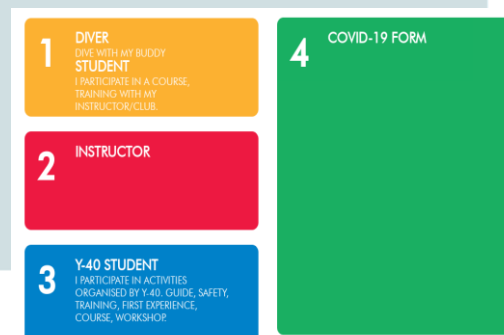 1
DIVER
DIVE WITH MY BUDDY
STUDENT
I PARTICIPATE IN A COURSE,
TRAINING WITH MY
INSTRUCTOR/CLUB.
2
INSTRUCTOR
3
Y-40 STUDENT
I PARTICIPATE IN ACTIVITIES
ORGANISED BY Y-40. GUIDE, SAFETY,
TRAINING, FIRST EXPERIENCE,
COURSE, WORKSHOP.
4
COVID-19 FORM